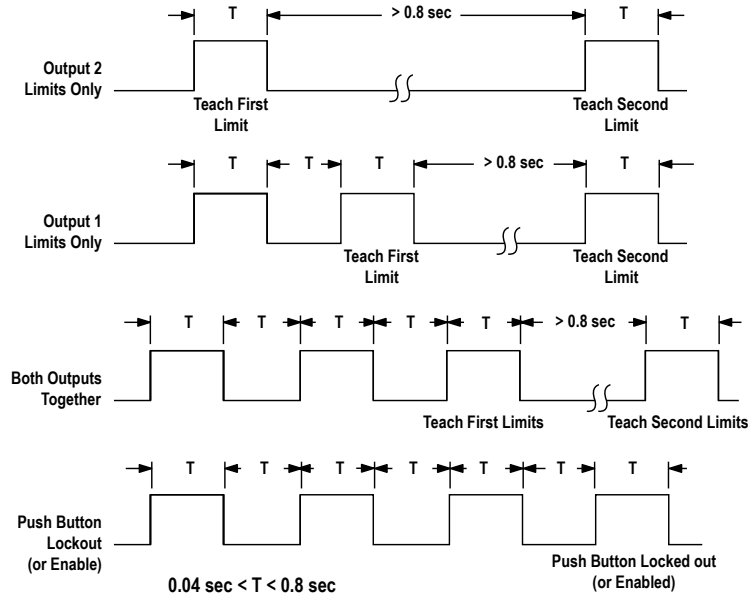 T > 0.8 sec T
Output 2
Limits Only
Teach First
Limit
Teach Second
Limit
T T T > 0.8 sec T
Output 1
Limits Only
Teach First
Limit
Teach Second
Limit
T T T T T > 0.8 sec T
Both Outputs
Together
Teach First Limits
Teach Second Limits
T T T T T T T
Push Button
Lockout
(or Enable)
Push Button Locked out
(or Enabled)
0.04 sec < T < 0.8 sec